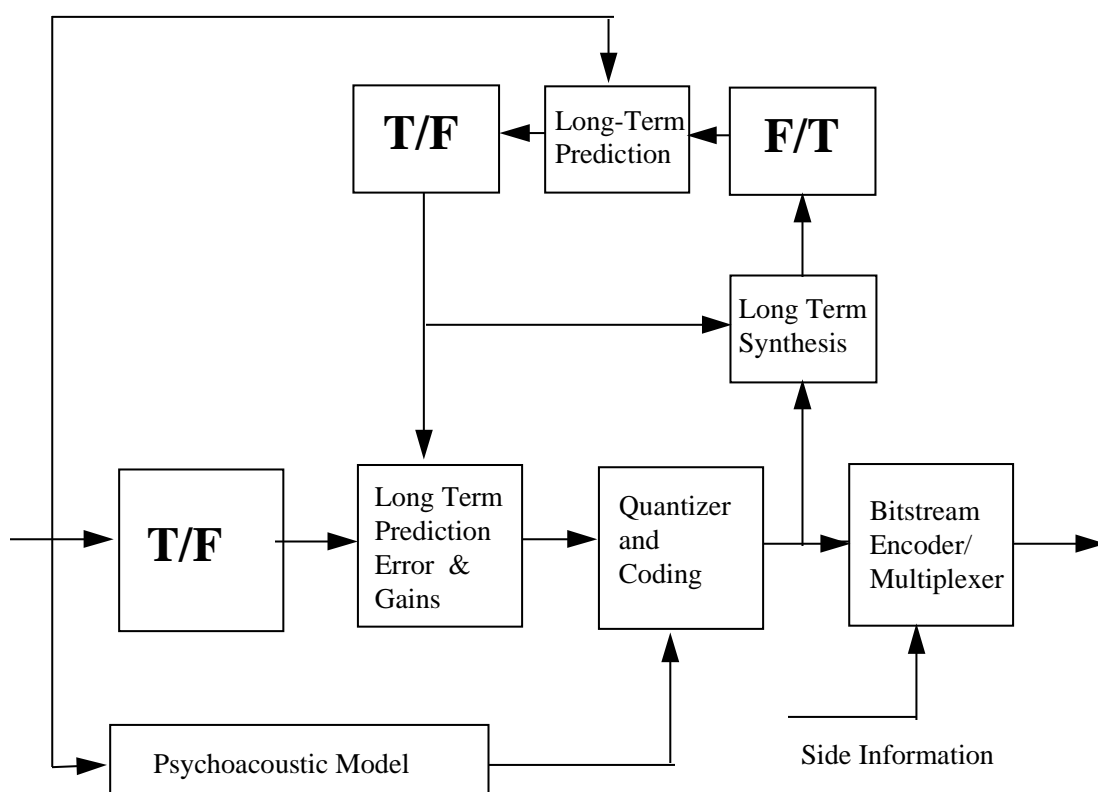 T/F
Long-Term
Prediction
F/T
Long Term
Synthesis
T/F
Long Term
Prediction
Error &
Gains
Quantizer
and
Coding
Bitstream
Encoder/
Multiplexer
Psychoacoustic Model
Side Information